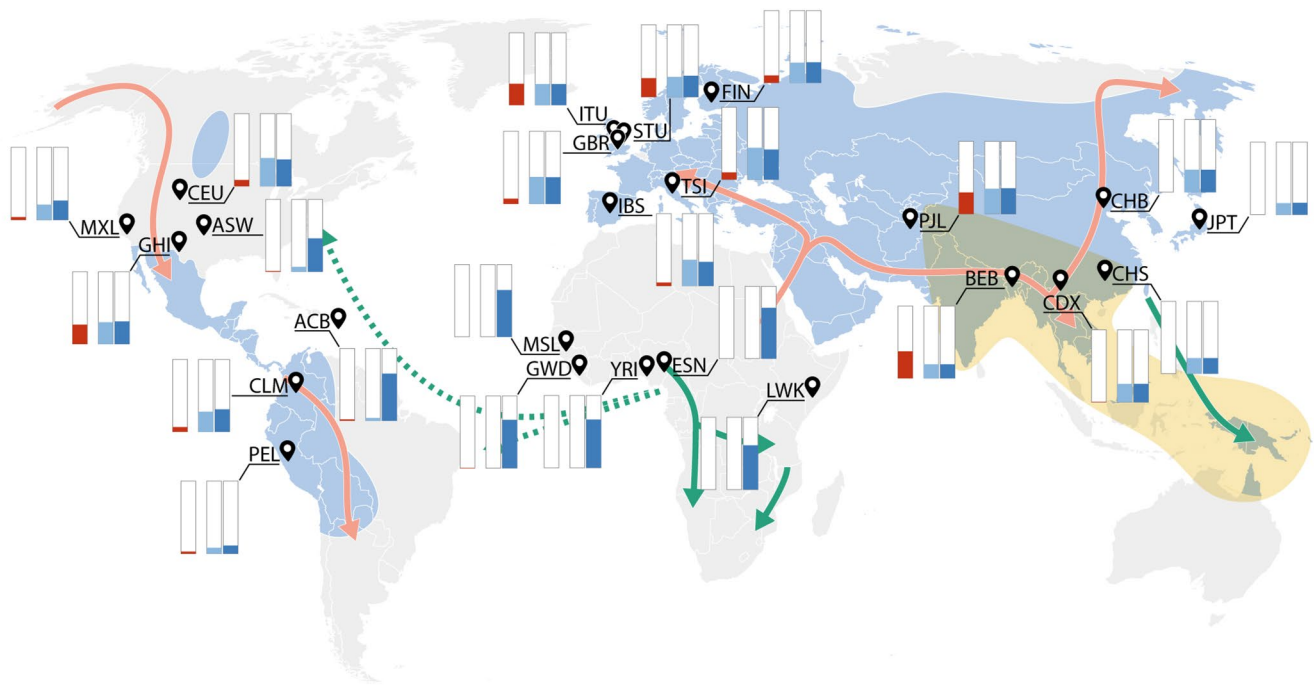 FIN
ITU
STU
GBR
CEU
TSI
IBS
CHB
MXL
ASW
PJL
JPT
GHI
BEB
CHS
CDX
ACB
MSL
GWD
YRI
ESN
LWK
CLM
PEL